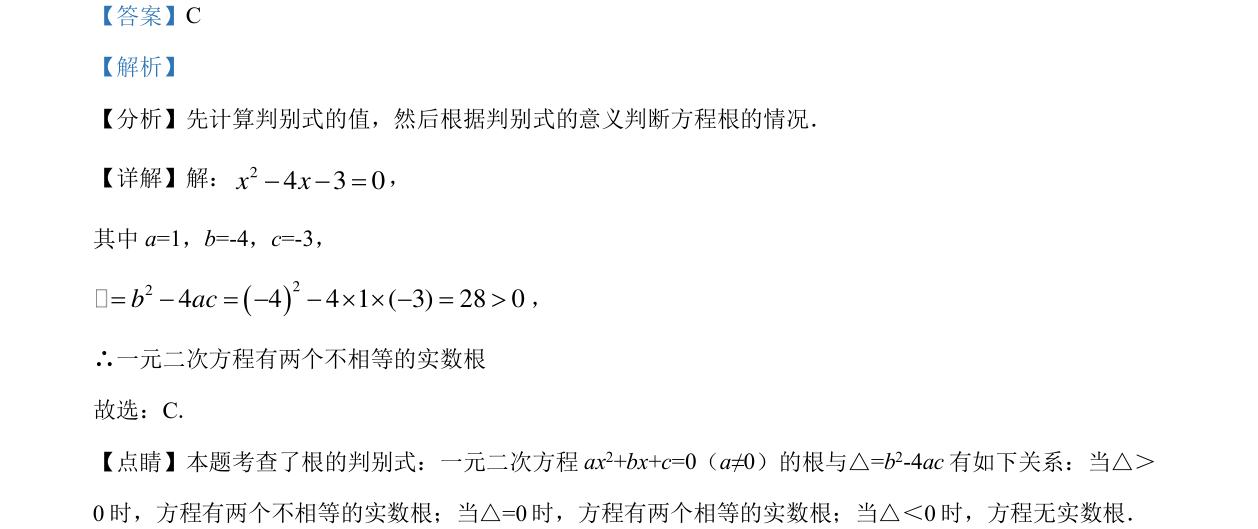 【答案】C
【解析】
【分析】先计算判别式的值，然后根据判别式的意义判断方程根的情况．
【详解】解：x² − 4x − 3 = 0，
其中 a=1，b=-4，c=-3，
□= b² − 4ac = (−4)² − 4×1×(−3) = 28 > 0，
∴一元二次方程有两个不相等的实数根
故选：C.
【点睛】本题考查了根的判别式：一元二次方程 ax²+bx+c=0（a≠0）的根与△=b²-4ac 有如下关系：当△＞
0 时，方程有两个不相等的实数根；当△=0 时，方程有两个相等的实数根；当△＜0 时，方程无实数根．